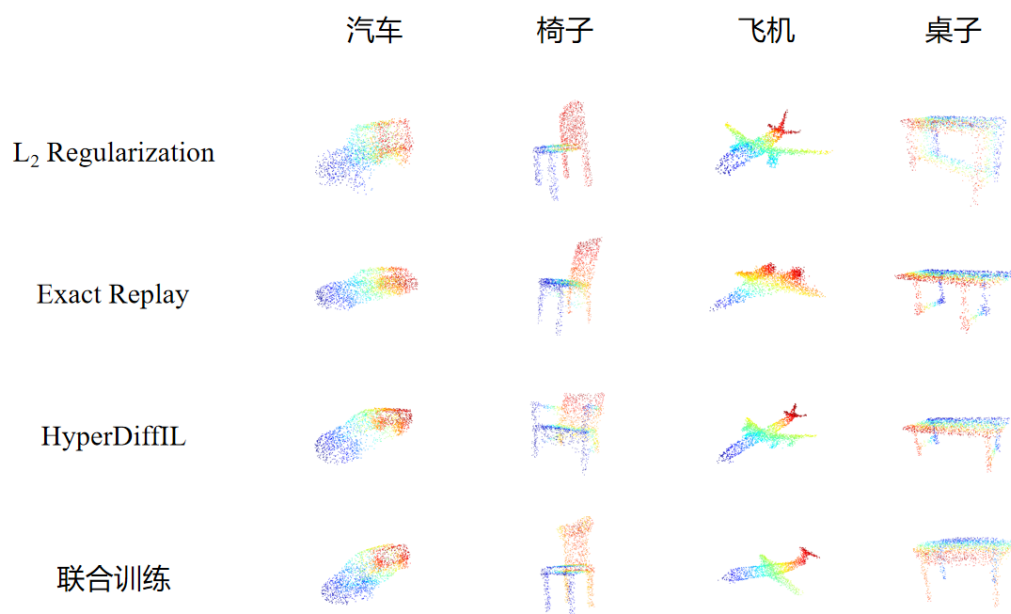 汽车 椅子 飞机 桌子
L₂ Regularization
Exact Replay
HyperDiffIL
联合训练